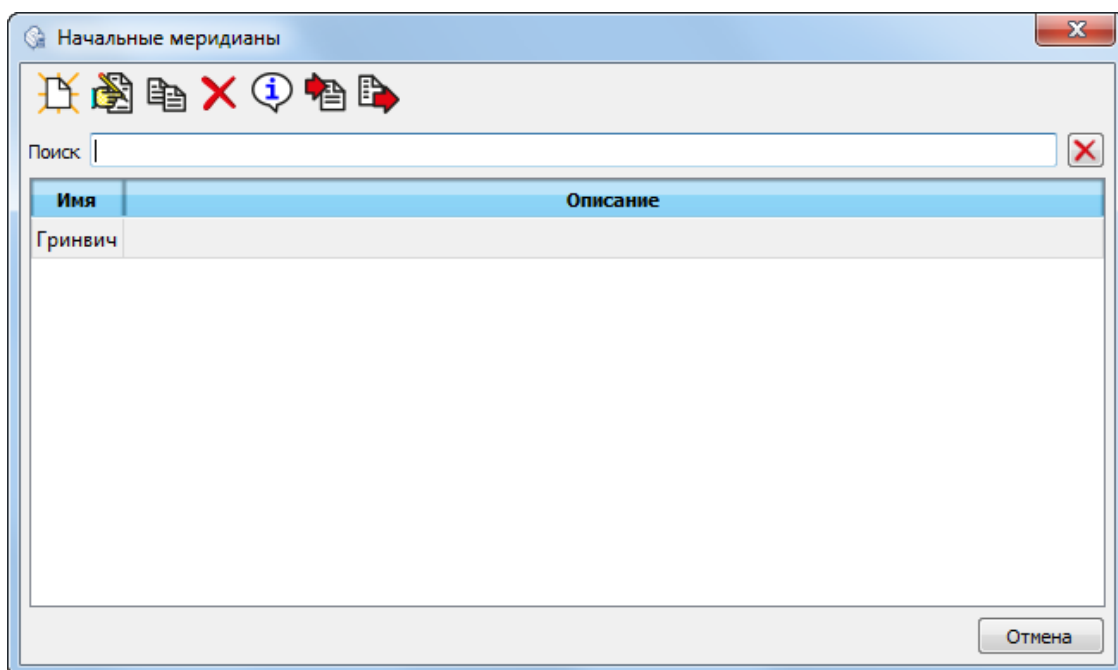 Начальные меридианы
Поиск
Имя Описание
Гринвич
Отмена